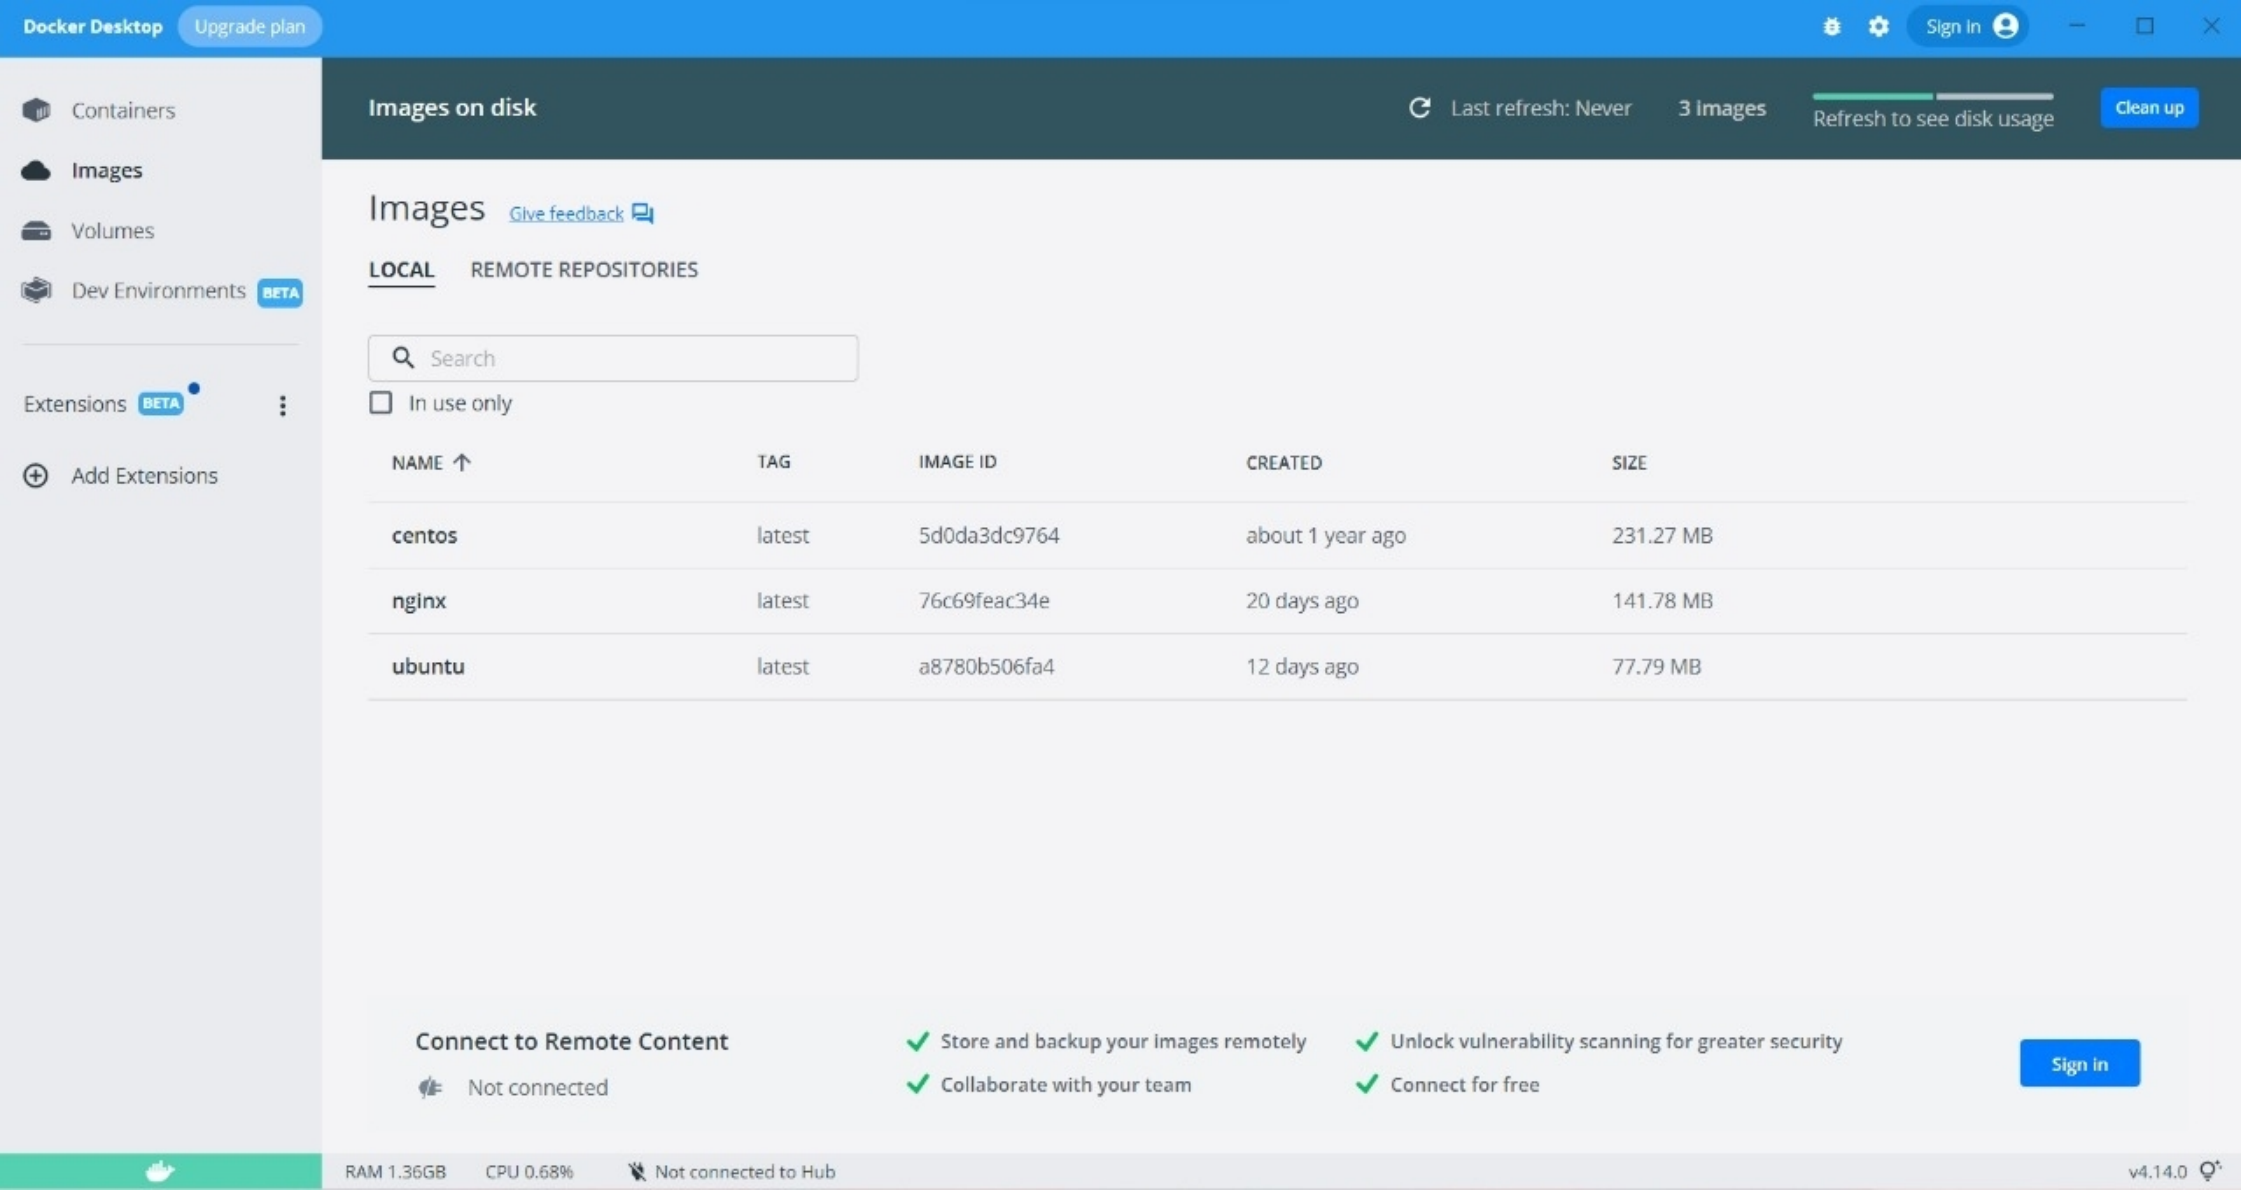 Docker Desktop Upgrade plan Sign in
Containers
Images
Volumes
Dev Environments BETA
Extensions BETA
Add Extensions
Images on disk Last refresh: Never 3 images Refresh to see disk usage Clean up
Images Give feedback
LOCAL REMOTE REPOSITORIES
Search
In use only
NAME TAG IMAGE ID CREATED SIZE
centos latest 5d0da3dc9764 about 1 year ago 231.27 MB
nginx latest 76c69feac34e 20 days ago 141.78 MB
ubuntu latest a8780b506fa4 12 days ago 77.79 MB
Connect to Remote Content
Not connected
Store and backup your images remotely
Collaborate with your team
Unlock vulnerability scanning for greater security
Connect for free
Sign in
RAM 1.36GB CPU 0.68% Not connected to Hub v4.14.0